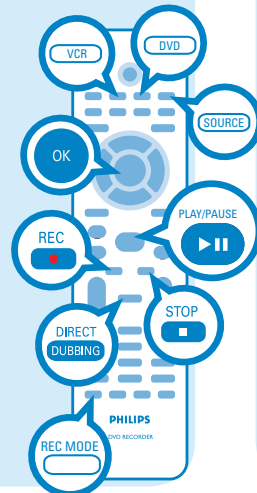 VCR
DVD
SOURCE
OK
PLAY/PAUSE
REC
STOP
DIRECT
DUBBING
PHILIPS
DVD RECORDER
REC MODE